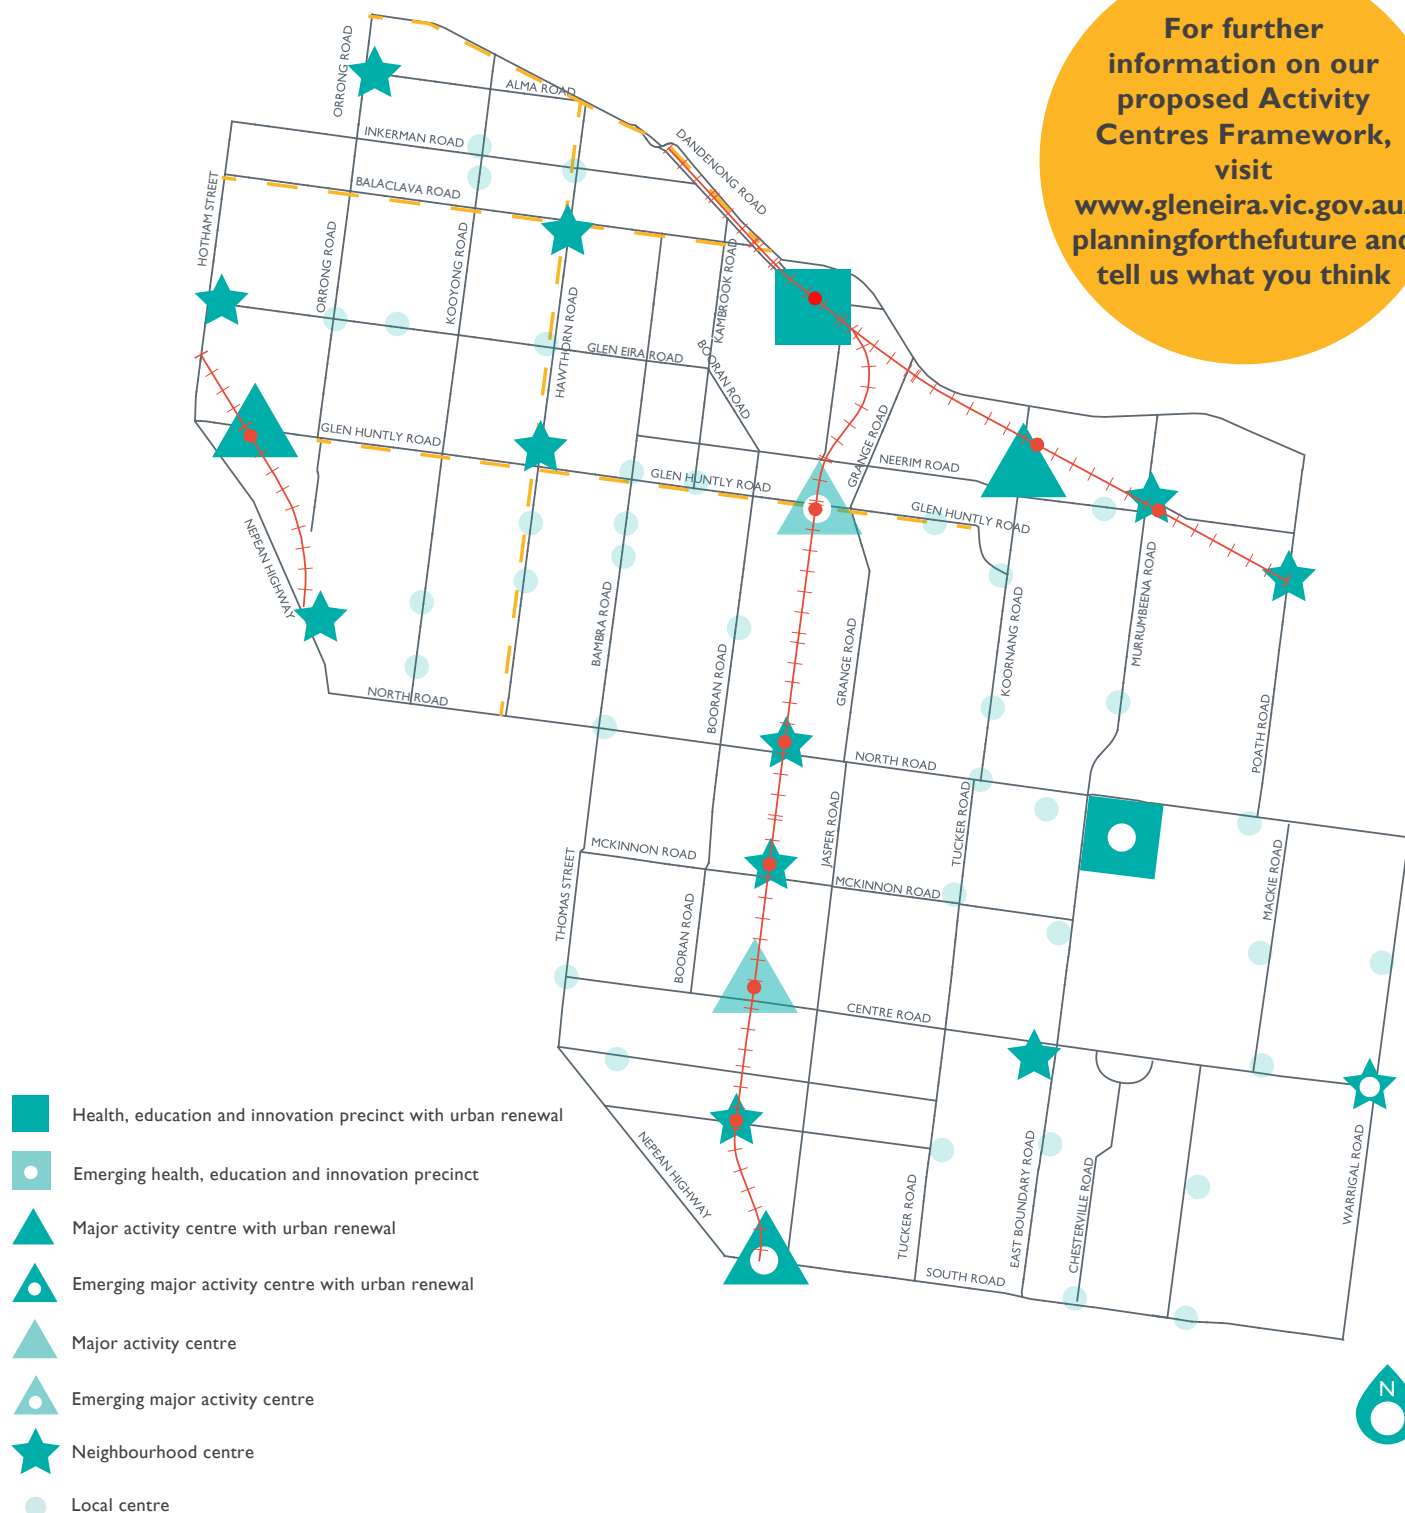 For further
information on our
proposed Activity
Centres Framework,
visit
www.gleneira.vic.gov.au/
planningforthefuture and
tell us what you think
ORRONG ROAD
ALMA ROAD
INKERMAN ROAD
DANDENONG ROAD
BALACLAVA ROAD
HOTHAM STREET
ORRONG ROAD
KOOYONG ROAD
HAWTHORN ROAD
KAMBROOK ROAD
GLEN EIRA ROAD
BOORAN ROAD
GRANGE ROAD
GLEN HUNTLY ROAD
NEERIM ROAD
GLEN HUNTLY ROAD
GLEN HUNTLY ROAD
NEPEAN HIGHWAY
BAMBRA ROAD
BOORAN ROAD
GRANGE ROAD
KOORNANG ROAD
MURRUMBEENA ROAD
POATH ROAD
NORTH ROAD
NORTH ROAD
THOMAS STREET
MCKINNON ROAD
JASPER ROAD
TUCKER ROAD
MCKINNON ROAD
MACKIE ROAD
BOORAN ROAD
CENTRE ROAD
NEPEAN HIGHWAY
TUCKER ROAD
EAST BOUNDARY ROAD
CHESTERVILLE ROAD
WARRIGAL ROAD
SOUTH ROAD
Health, education and innovation precinct with urban renewal
Emerging health, education and innovation precinct
Major activity centre with urban renewal
Emerging major activity centre with urban renewal
Major activity centre
Emerging major activity centre
Neighbourhood centre
Local centre
N